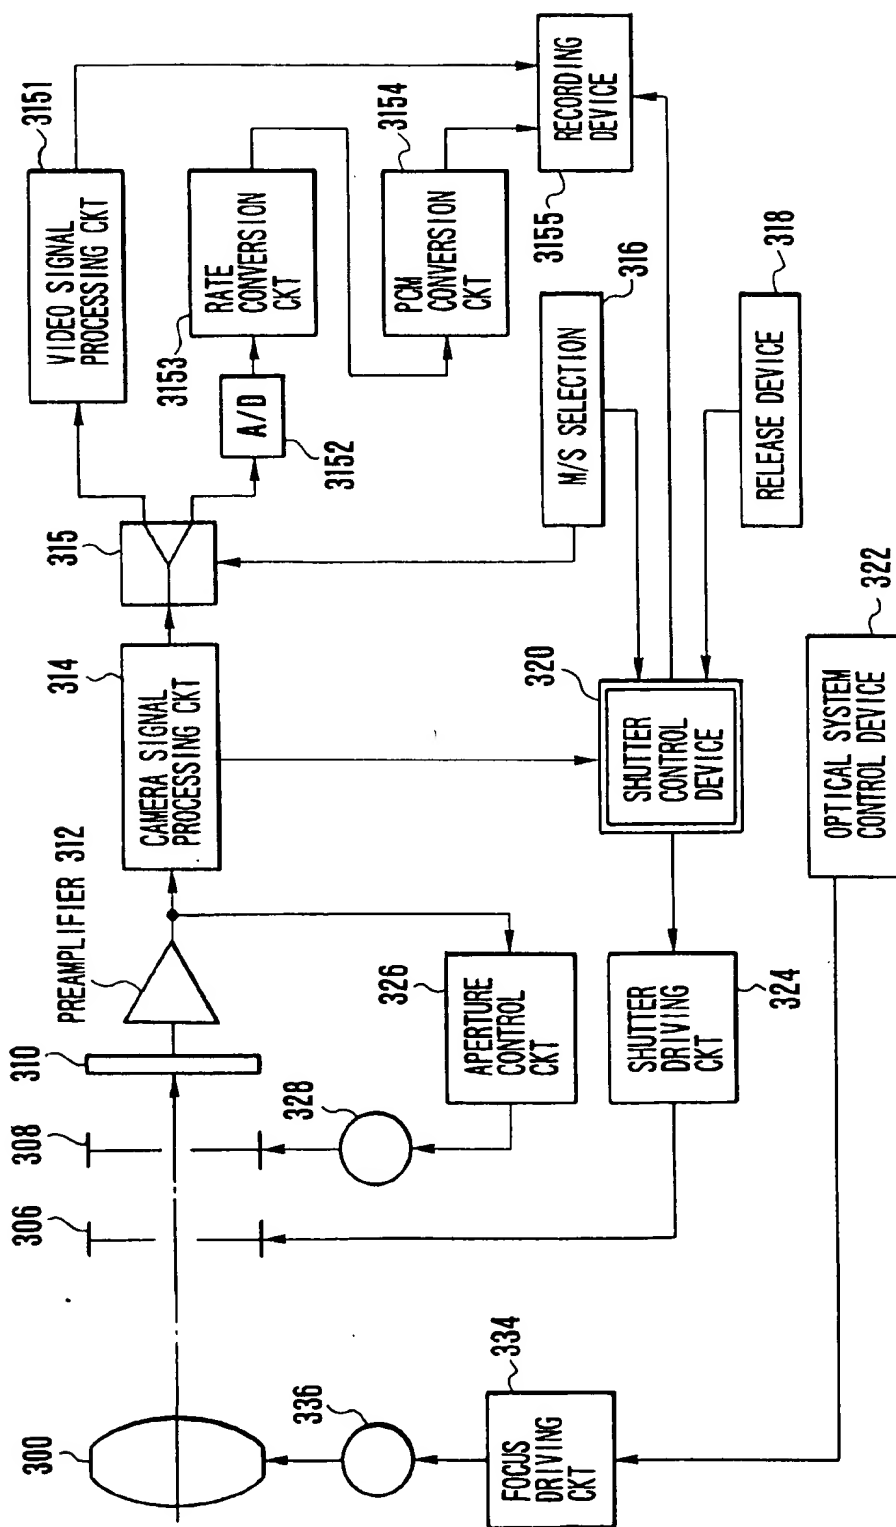 300
306
308
310
PREAMPLIFIER 312
314
CAMERA SIGNAL
PROCESSING CKT
315
3151
VIDEO SIGNAL
PROCESSING CKT
A/D
3152
3153
RATE
CONVERSION
CKT
3154
PCM
CONVERSION
CKT
RECORDING
DEVICE
3155
316
M/S SELECTION
318
RELEASE DEVICE
320
SHUTTER
CONTROL
DEVICE
322
OPTICAL SYSTEM
CONTROL DEVICE
324
SHUTTER
DRIVING
CKT
326
APERTURE
CONTROL
CKT
328
334
FOCUS
DRIVING
CKT
336